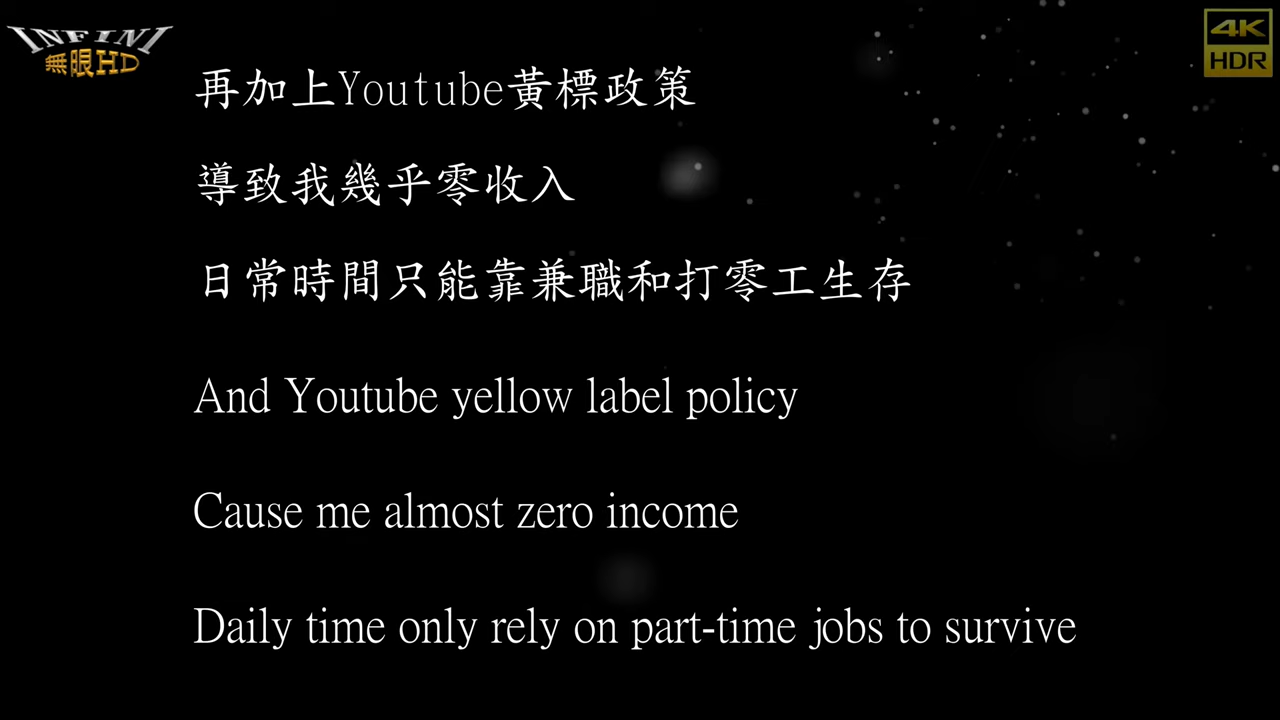 INFINI
無限HD
4K
HDR
再加上Youtube黃標政策
導致我幾乎零收入
日常時間只能靠兼職和打零工生存
And Youtube yellow label policy
Cause me almost zero income
Daily time only rely on part-time jobs to survive